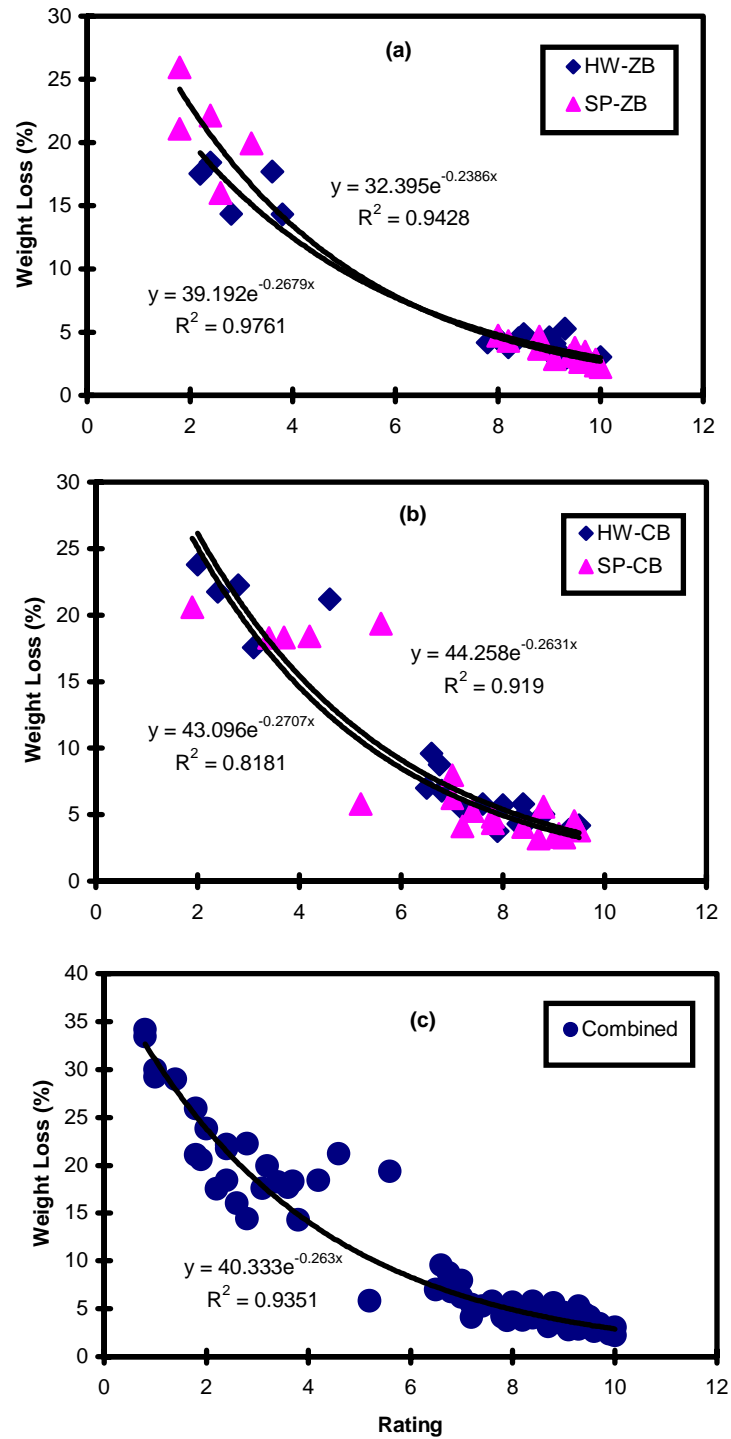 30
(a)
HW-ZB
SP-ZB
25
20
15
10
5
0
Weight Loss (%)
y = 32.395e^-0.2386x
R^2 = 0.9428
y = 39.192e^-0.2679x
R^2 = 0.9761
0 2 4 6 8 10 12
30
(b)
HW-CB
SP-CB
25
20
15
10
5
0
Weight Loss (%)
y = 44.258e^-0.2631x
R^2 = 0.919
y = 43.096e^-0.2707x
R^2 = 0.8181
0 2 4 6 8 10 12
40
(c)
Combined
35
30
25
20
15
10
5
0
Weight Loss (%)
y = 40.333e^-0.263x
R^2 = 0.9351
0 2 4 6 8 10 12
Rating